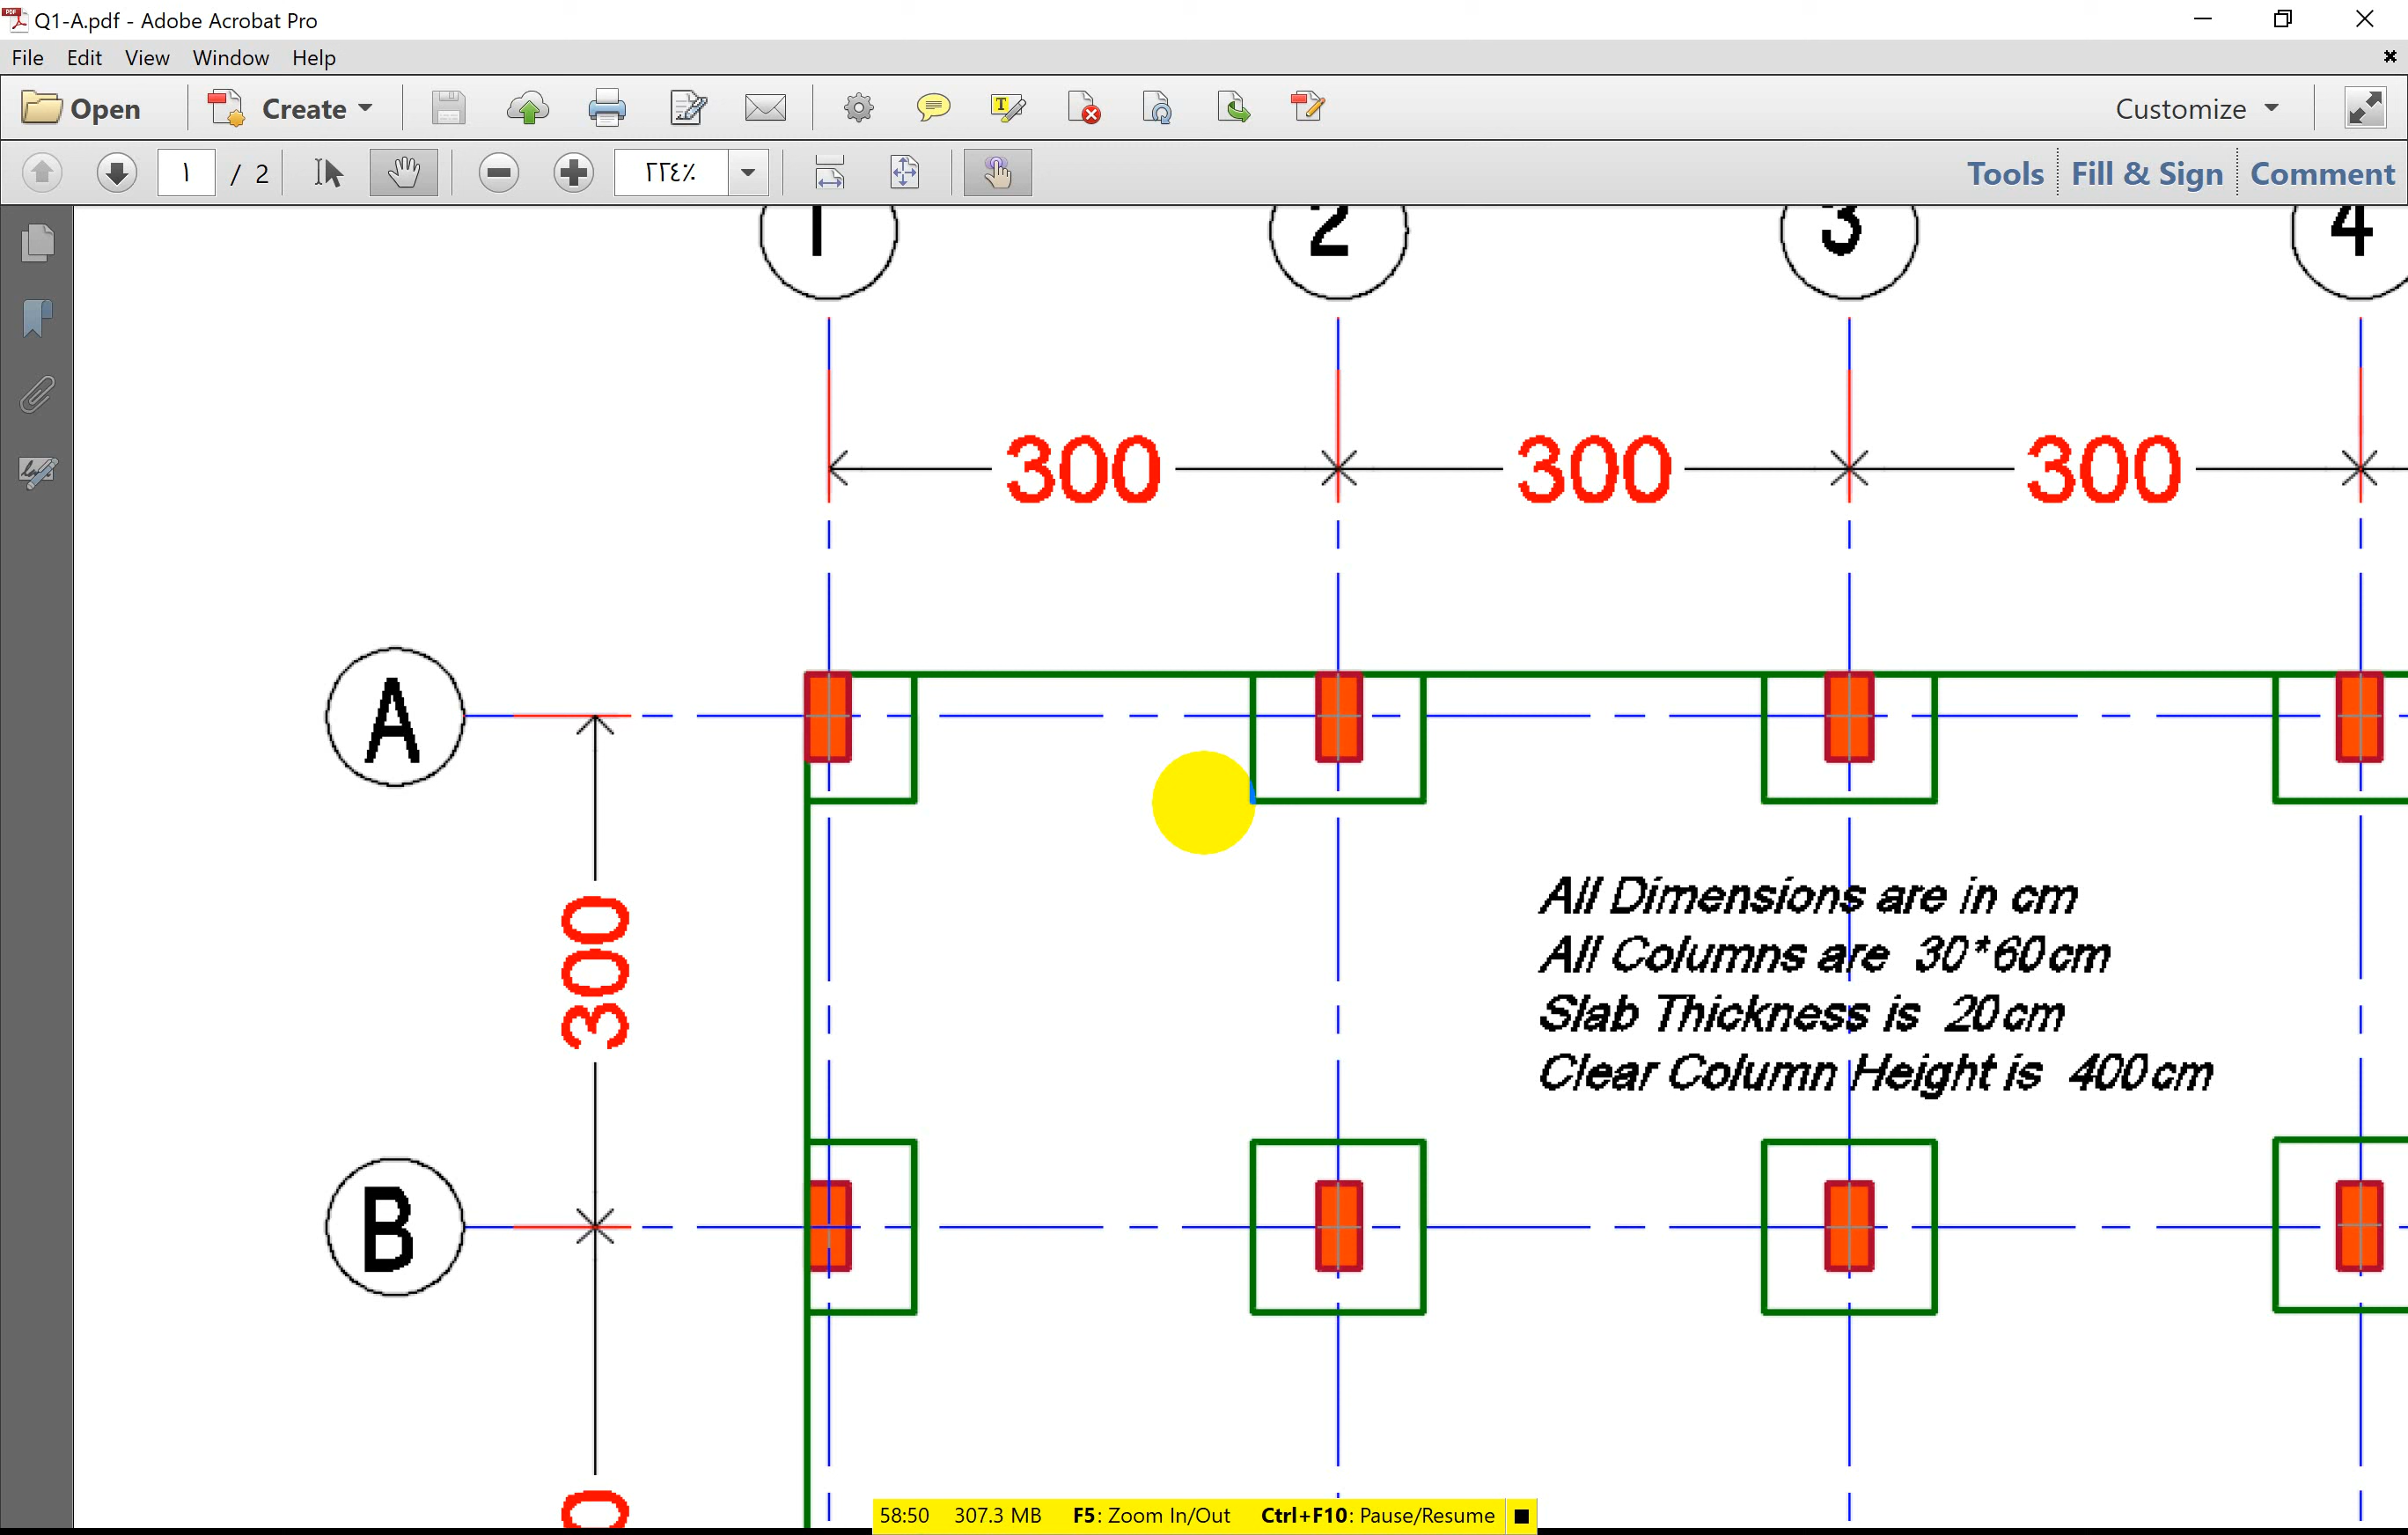 Q1-A.pdf - Adobe Acrobat Pro
File Edit View Window Help
Open Create Customize
١ / 2 ٢٢٤٪ Tools Fill & Sign Comment
1 2 3 4
300 300 300
A
300
All Dimensions are in cm
All Columns are 30*60cm
Slab Thickness is 20cm
Clear Column Height is 400cm
B
0
58:50 307.3 MB F5: Zoom In/Out Ctrl+F10: Pause/Resume